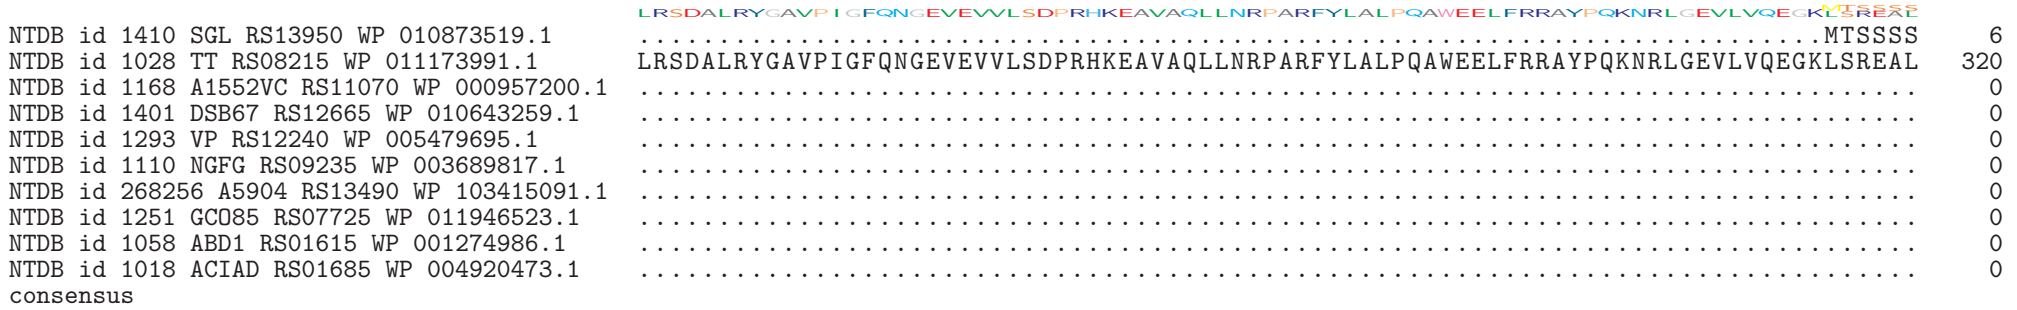 LRSDALRYGAVPIGFQNGEVEVVLSDPRHKEAVAQLLNRPARFYLALPQAWEELFRRAYPQKNRLGEVLVQEGKLSREAL
NTDB id 1410 SGL RS13950 WP 010873519.1 ..........................................................................MTSSSS 6
NTDB id 1028 TT RS08215 WP 011173991.1 LRSDALRYGAVPIGFQNGEVEVVLSDPRHKEAVAQLLNRPARFYLALPQAWEELFRRAYPQKNRLGEVLVQEGKLSREAL 320
NTDB id 1168 A1552VC RS11070 WP 000957200.1 ................................................................................ 0
NTDB id 1401 DSB67 RS12665 WP 010643259.1 ................................................................................ 0
NTDB id 1293 VP RS12240 WP 005479695.1 ................................................................................ 0
NTDB id 1110 NGFG RS09235 WP 003689817.1 ................................................................................ 0
NTDB id 268256 A5904 RS13490 WP 103415091.1 ................................................................................ 0
NTDB id 1251 GCO85 RS07725 WP 011946523.1 ................................................................................ 0
NTDB id 1058 ABD1 RS01615 WP 001274986.1 ................................................................................ 0
NTDB id 1018 ACIAD RS01685 WP 004920473.1 ................................................................................ 0
consensus